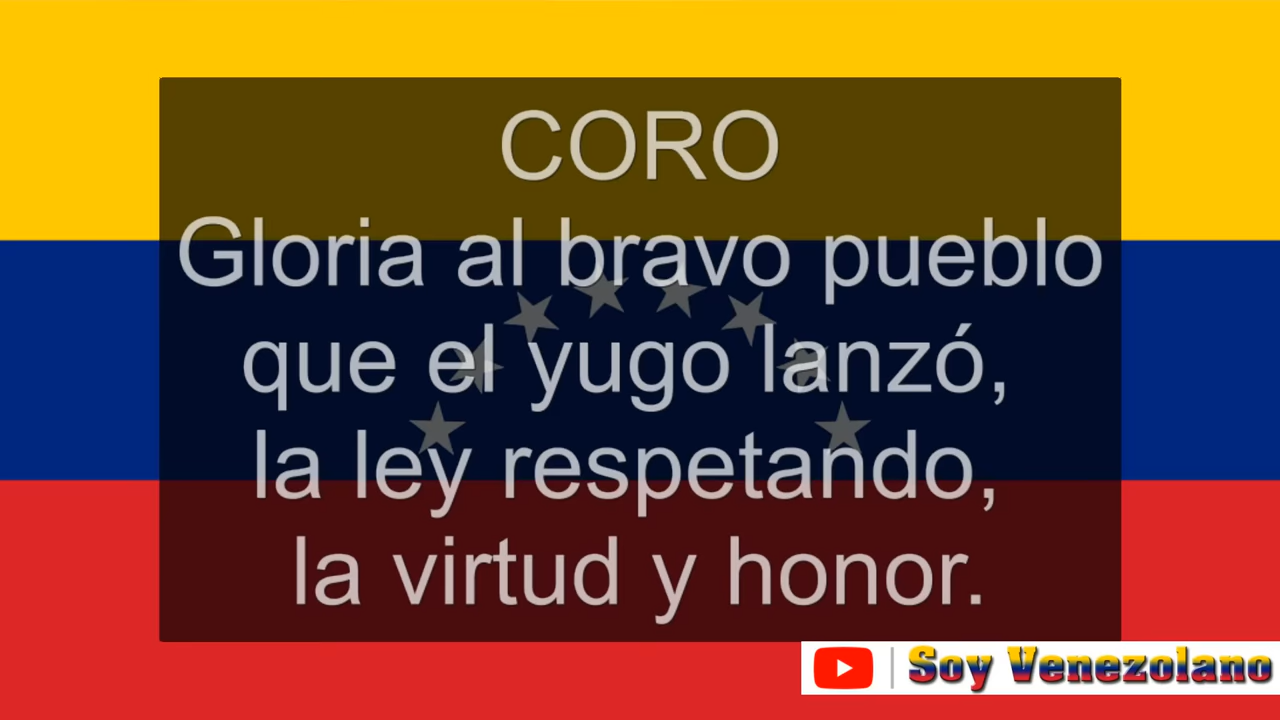 CORO
Gloria al bravo pueblo
que el yugo lanzó,
la ley respetando,
la virtud y honor.
Soy Venezolano